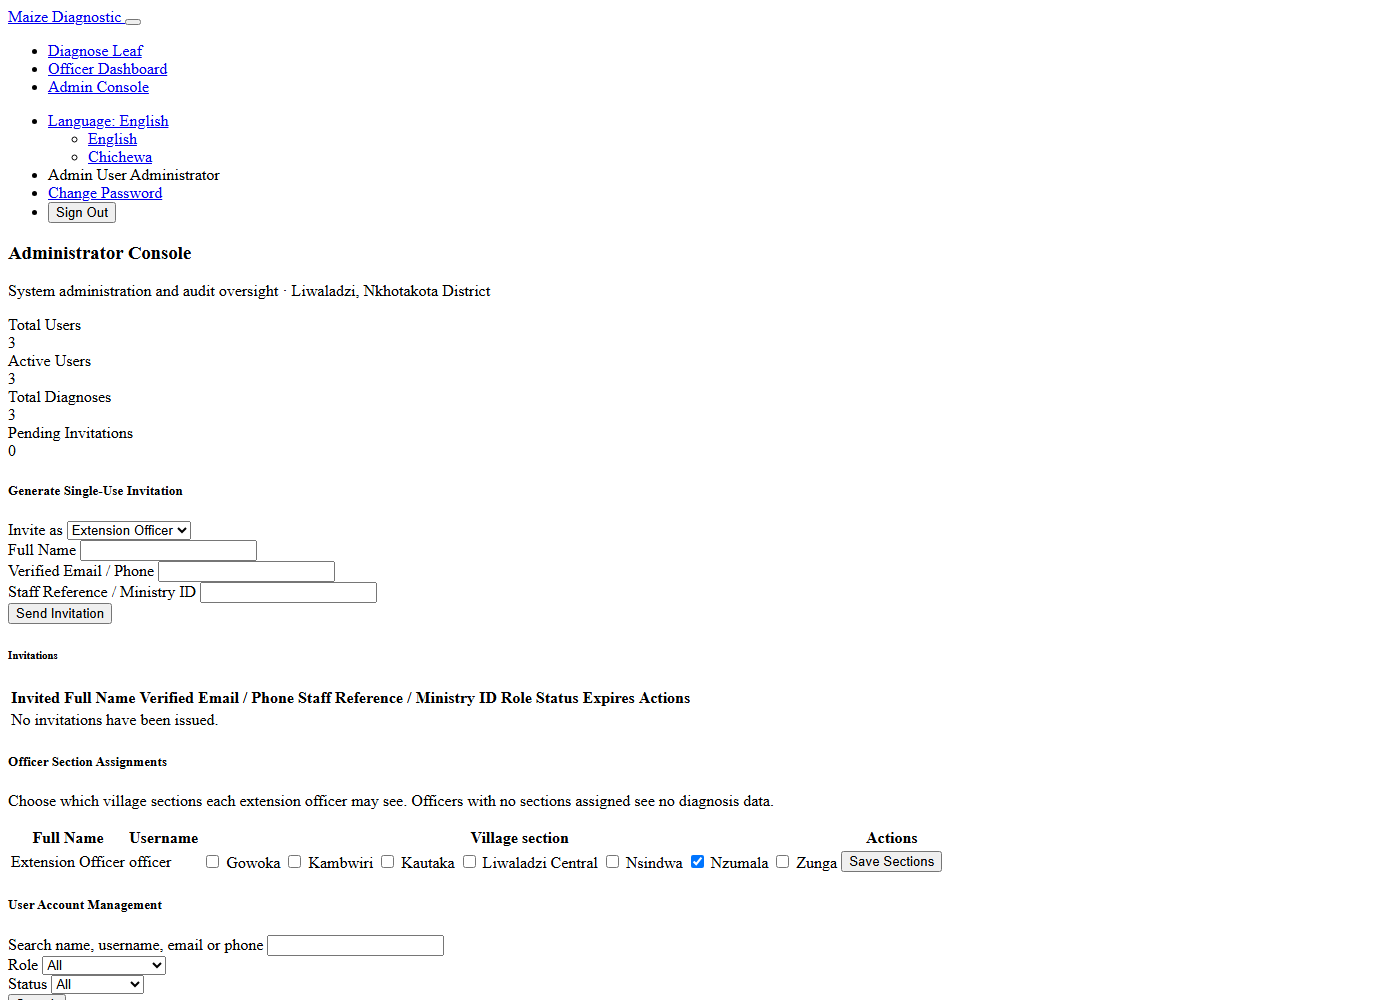 Maize Diagnostic
Diagnose Leaf
Officer Dashboard
Admin Console
Language: English
English
Chichewa
Admin User Administrator
Change Password
Sign Out
Administrator Console
System administration and audit oversight · Liwaladzi, Nkhotakota District
Total Users
3
Active Users
3
Total Diagnoses
3
Pending Invitations
0
Generate Single-Use Invitation
Invite as Extension Officer
Full Name
Verified Email / Phone
Staff Reference / Ministry ID
Send Invitation
Invitations
Invited Full Name Verified Email / Phone Staff Reference / Ministry ID Role Status Expires Actions
No invitations have been issued.
Officer Section Assignments
Choose which village sections each extension officer may see. Officers with no sections assigned see no diagnosis data.
Full Name Username Village section Actions
Extension Officer officer Gowoka Kambwiri Kautaka Liwaladzi Central Nsindwa Nzumala Zunga Save Sections
User Account Management
Search name, username, email or phone
Role All
Status All